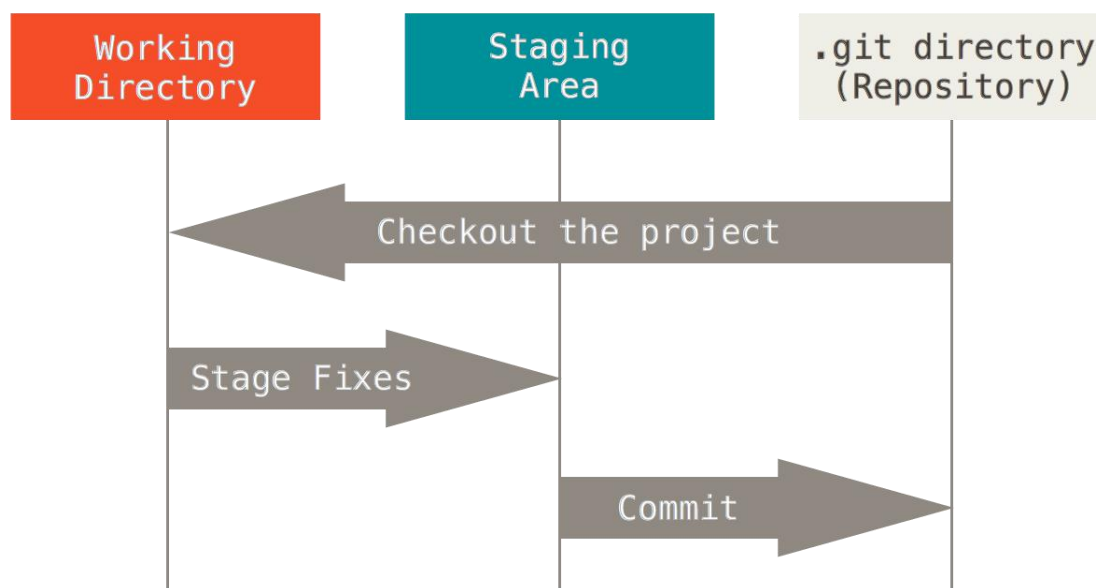 Working
Directory
Staging
Area
.git directory
(Repository)
Checkout the project
Stage Fixes
Commit